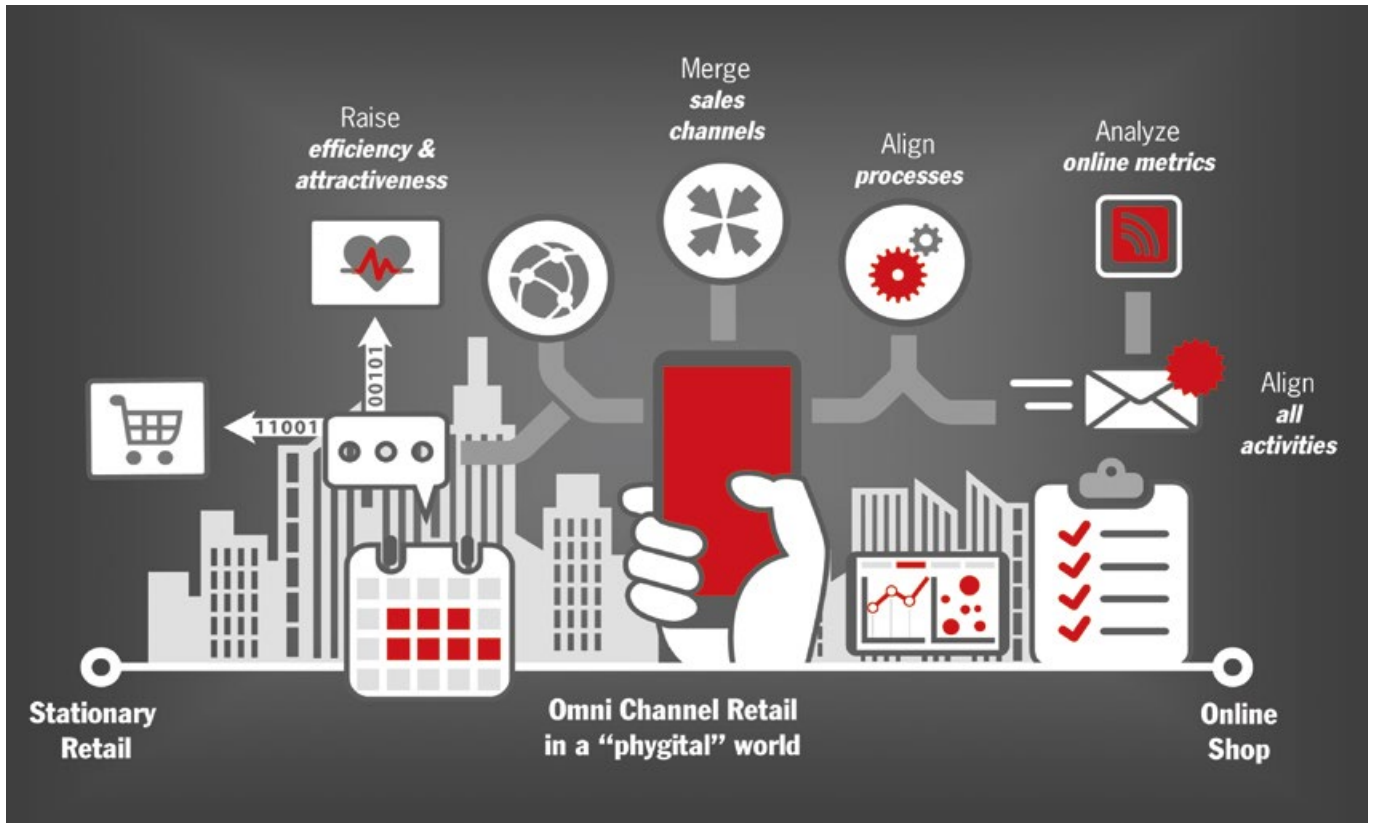 Merge
sales
channels
Raise
efficiency &
attractiveness
Align
processes
Analyze
online metrics
00101
11001
Align
all
activities
Stationary
Retail
Omni Channel Retail
in a “phygital” world
Online
Shop